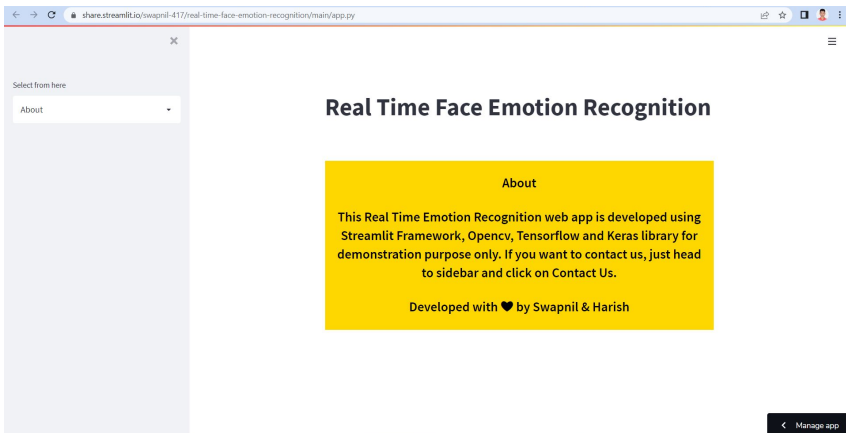 share.streamlit.io/swapnil-417/real-time-face-emotion-recognition/main/app.py
Select from here
About
Real Time Face Emotion Recognition
About
This Real Time Emotion Recognition web app is developed using
Streamlit Framework, Opencv, Tensorflow and Keras library for
demonstration purpose only. If you want to contact us, just head
to sidebar and click on Contact Us.
Developed with ❤ by Swapnil & Harish
Manage app